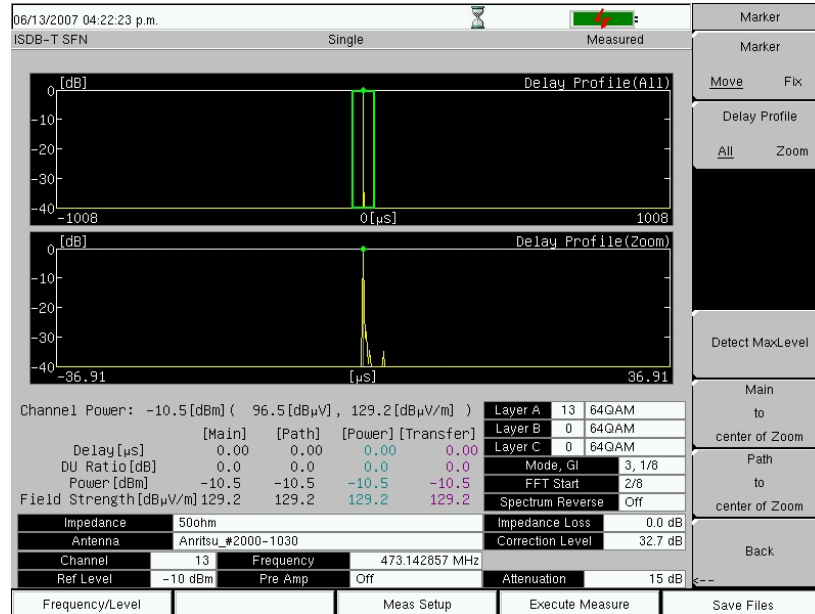 06/13/2007 04:22:23 p.m.
ISDB-T SFN Single Measured
[dB] Delay Profile(All)
0
-10
-20
-30
-40
-1008 0[µS] 1008
[dB] Delay Profile(Zoom)
0
-10
-20
-30
-40
-36.91 [µS] 36.91
Channel Power: -10.5[dBm]( 96.5[dBµV], 129.2[dBµV/m] )
[Main] [Path] [Power] [Transfer]
Delay[µs] 0.00 0.00 0.00 0.00
DU Ratio[dB] 0.0 0.0 0.0 0.0
Power[dBm] -10.5 -10.5 -10.5 -10.5
Field Strength[dBµV/m] 129.2 129.2 129.2 129.2
Layer A 13 64QAM
Layer B 0 64QAM
Layer C 0 64QAM
Mode, GI 3, 1/8
FFT Start 2/8
Spectrum Reverse Off
Impedance 50ohm Impedance Loss 0.0 dB
Antenna Anritsu_#2000-1030 Correction Level 32.7 dB
Channel 13 Frequency 473.142857 MHz
Ref Level -10 dBm Pre Amp Off Attenuation 15 dB
Marker
Marker
Move Fix
Delay Profile
All Zoom
Detect MaxLevel
Main
to
center of Zoom
Path
to
center of Zoom
Back
<--
Frequency/Level Meas Setup Execute Measure Save Files